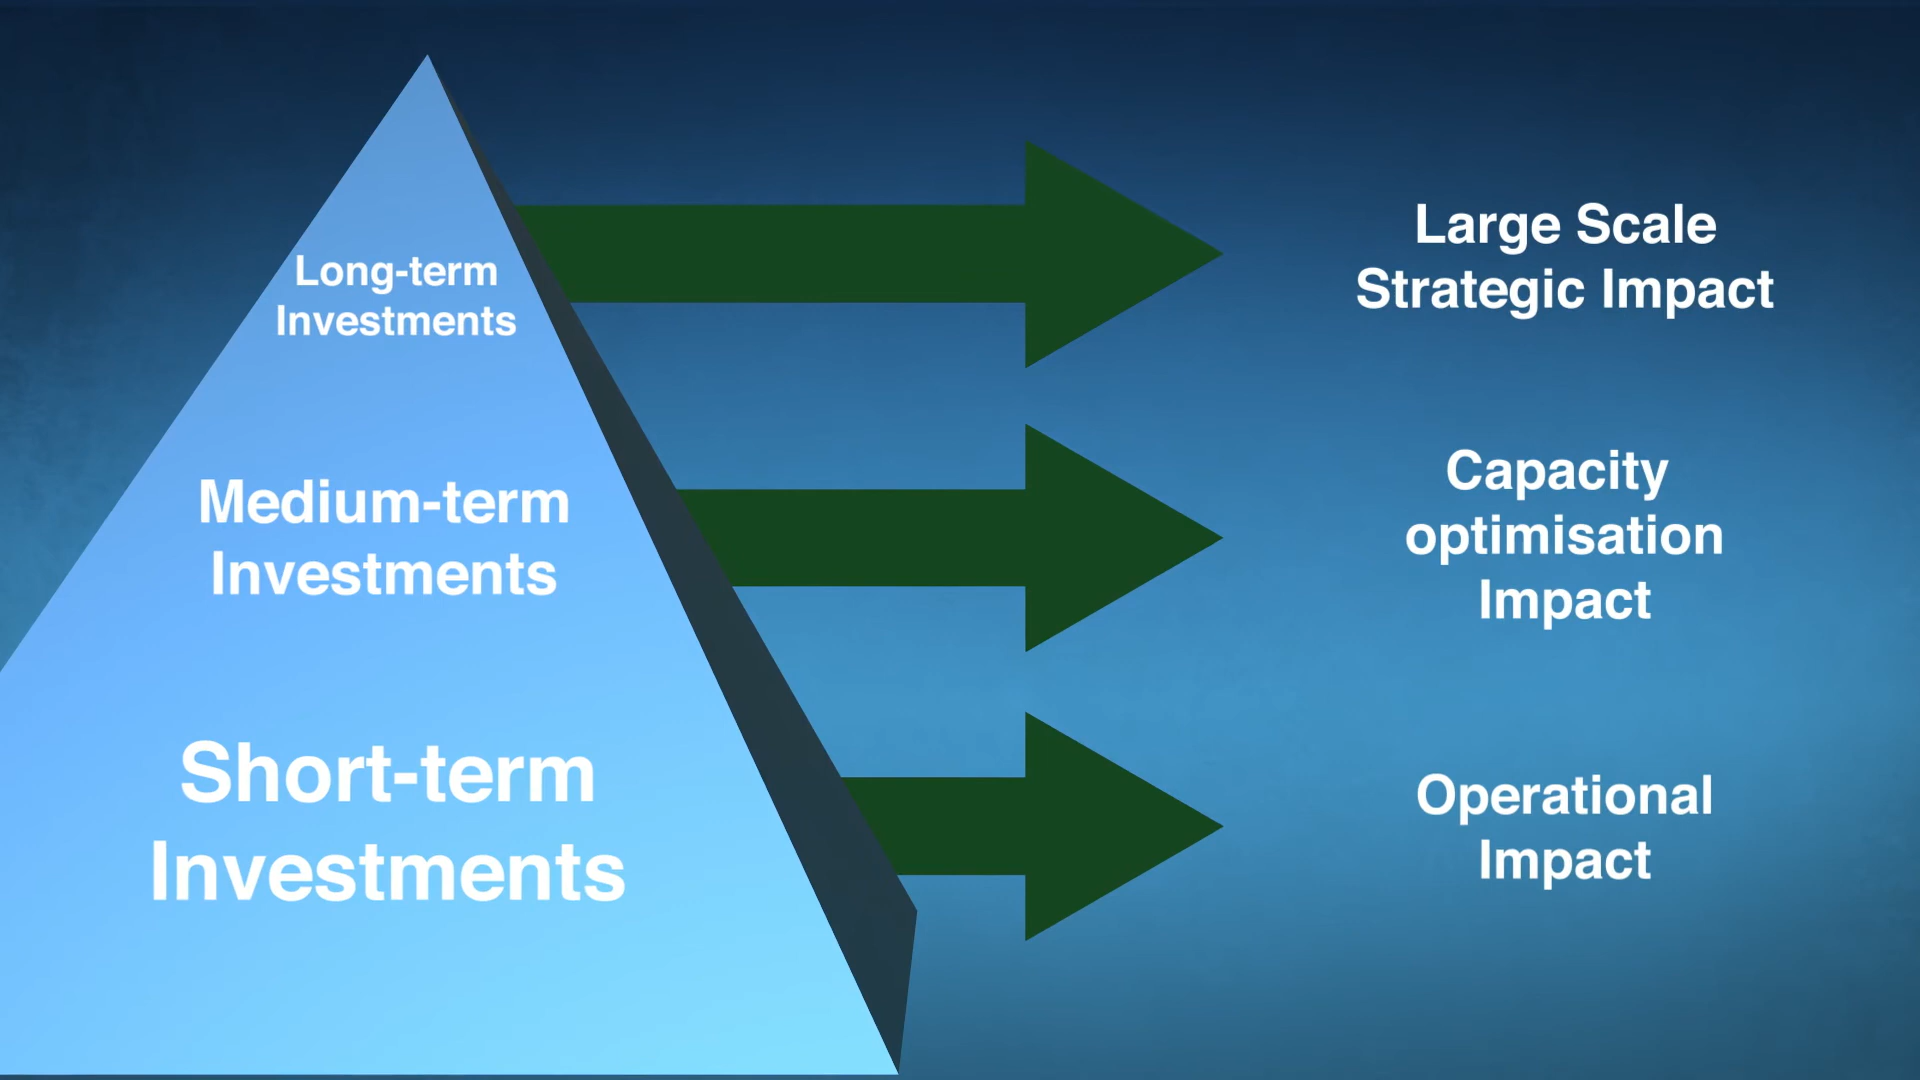 Long-term
Investments
Large Scale
Strategic Impact
Medium-term
Investments
Capacity
optimisation
Impact
Short-term
Investments
Operational
Impact